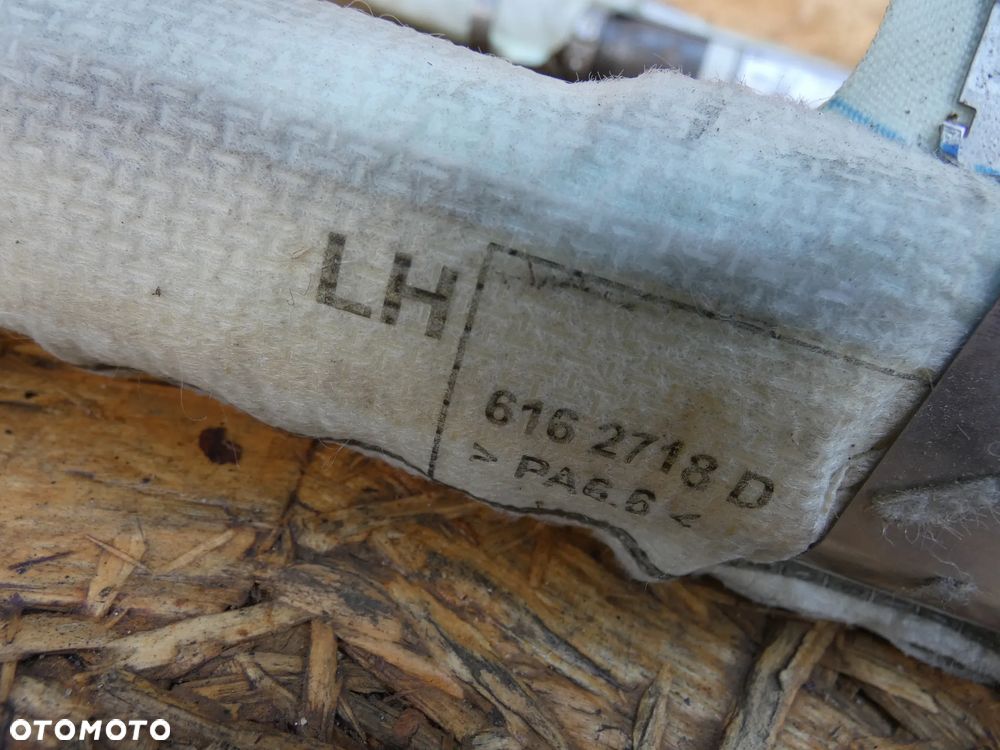 LH
616 2718 D
> PA6.6 <
OTOMOTO